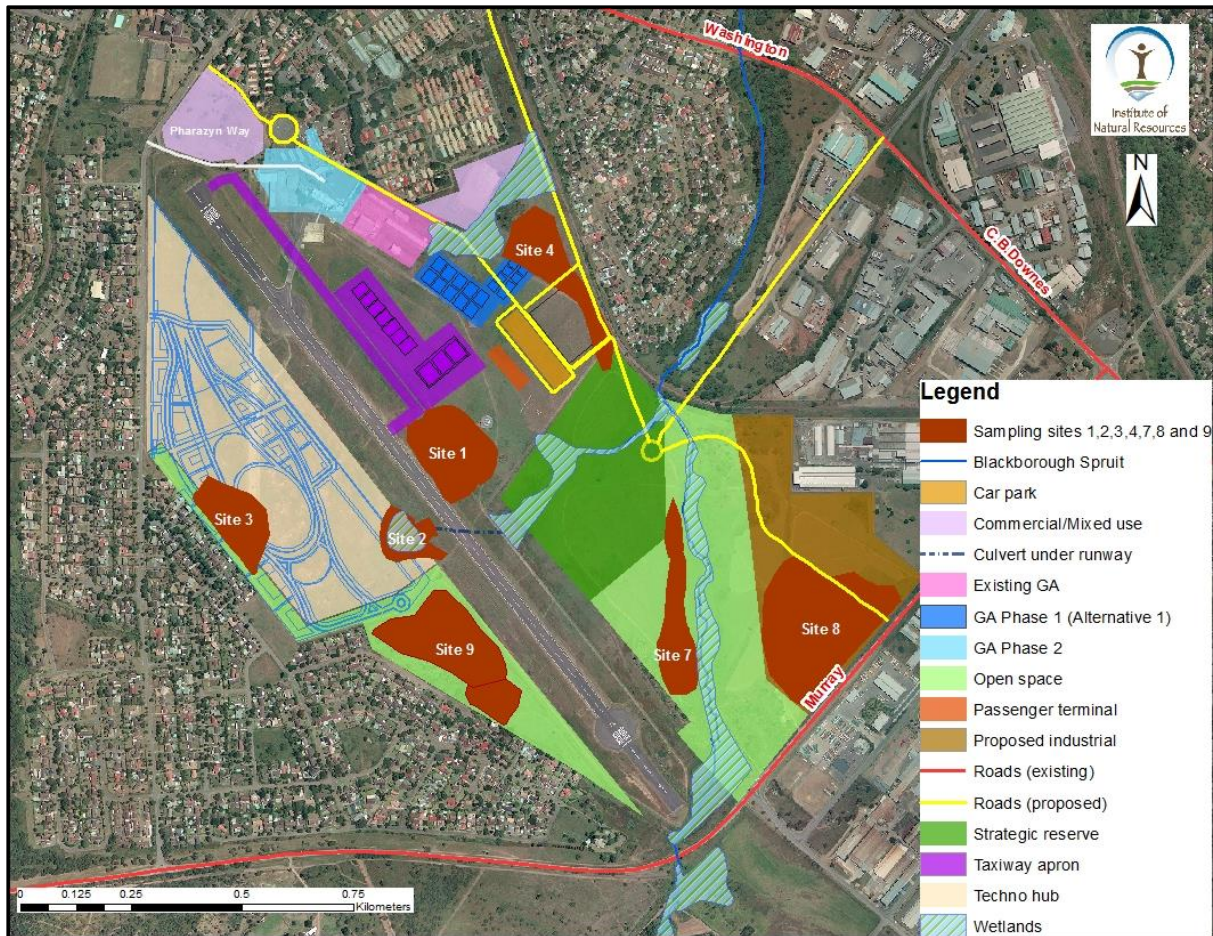 Washington
Institute of
Natural Resources
N
Pharazyn Way
Site 4
C.B.Downes
Site 1
Site 3
Site 2
Site 9
Site 7
Site 8
Murray
Legend
Sampling sites 1,2,3,4,7,8 and 9
Blackborough Spruit
Car park
Commercial/Mixed use
Culvert under runway
Existing GA
GA Phase 1 (Alternative 1)
GA Phase 2
Open space
Passenger terminal
Proposed industrial
Roads (existing)
Roads (proposed)
Strategic reserve
Taxiway apron
Techno hub
Wetlands
0 0.125 0.25 0.5 0.75
Kilometers